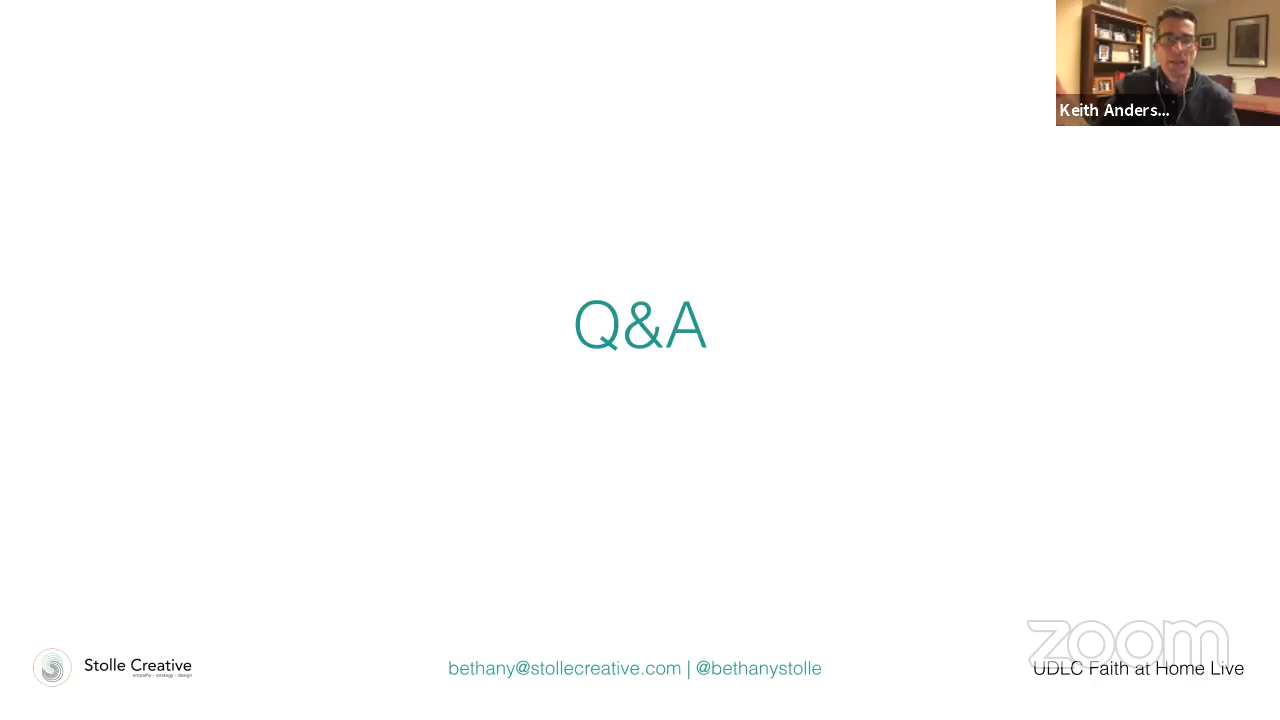 Keith Anders...
Q&A
zoom
Stolle Creative
empathy • strategy • design
bethany@stollecreative.com | @bethanystolle
UDLC Faith at Home Live